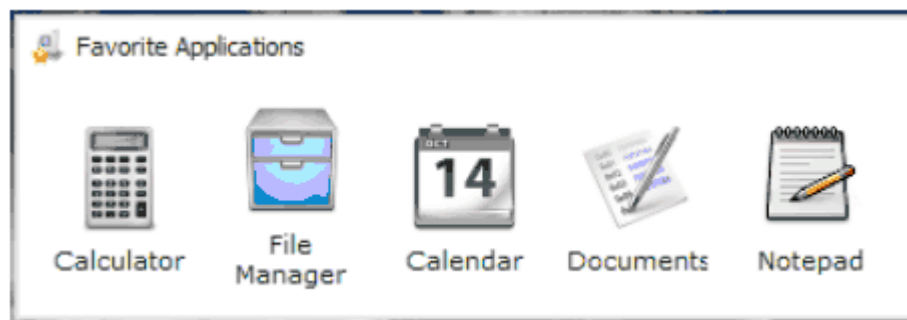 Favorite Applications
OCT
14
Calculator
File
Manager
Calendar
Documents
Notepad